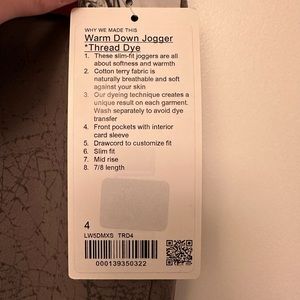 WHY WE MADE THIS
Warm Down Jogger
*Thread Dye
1. These slim-fit joggers are all
about softness and warmth
2. Cotton terry fabric is
naturally breathable and soft
against your skin
3. Our dyeing technique creates a
unique result on each garment.
Wash separately to avoid dye
transfer
4. Front pockets with interior
card sleeve
5. Drawcord to customize fit
6. Slim fit
7. Mid rise
8. 7/8 length
4
LW5DMXS TRD4
000139350322